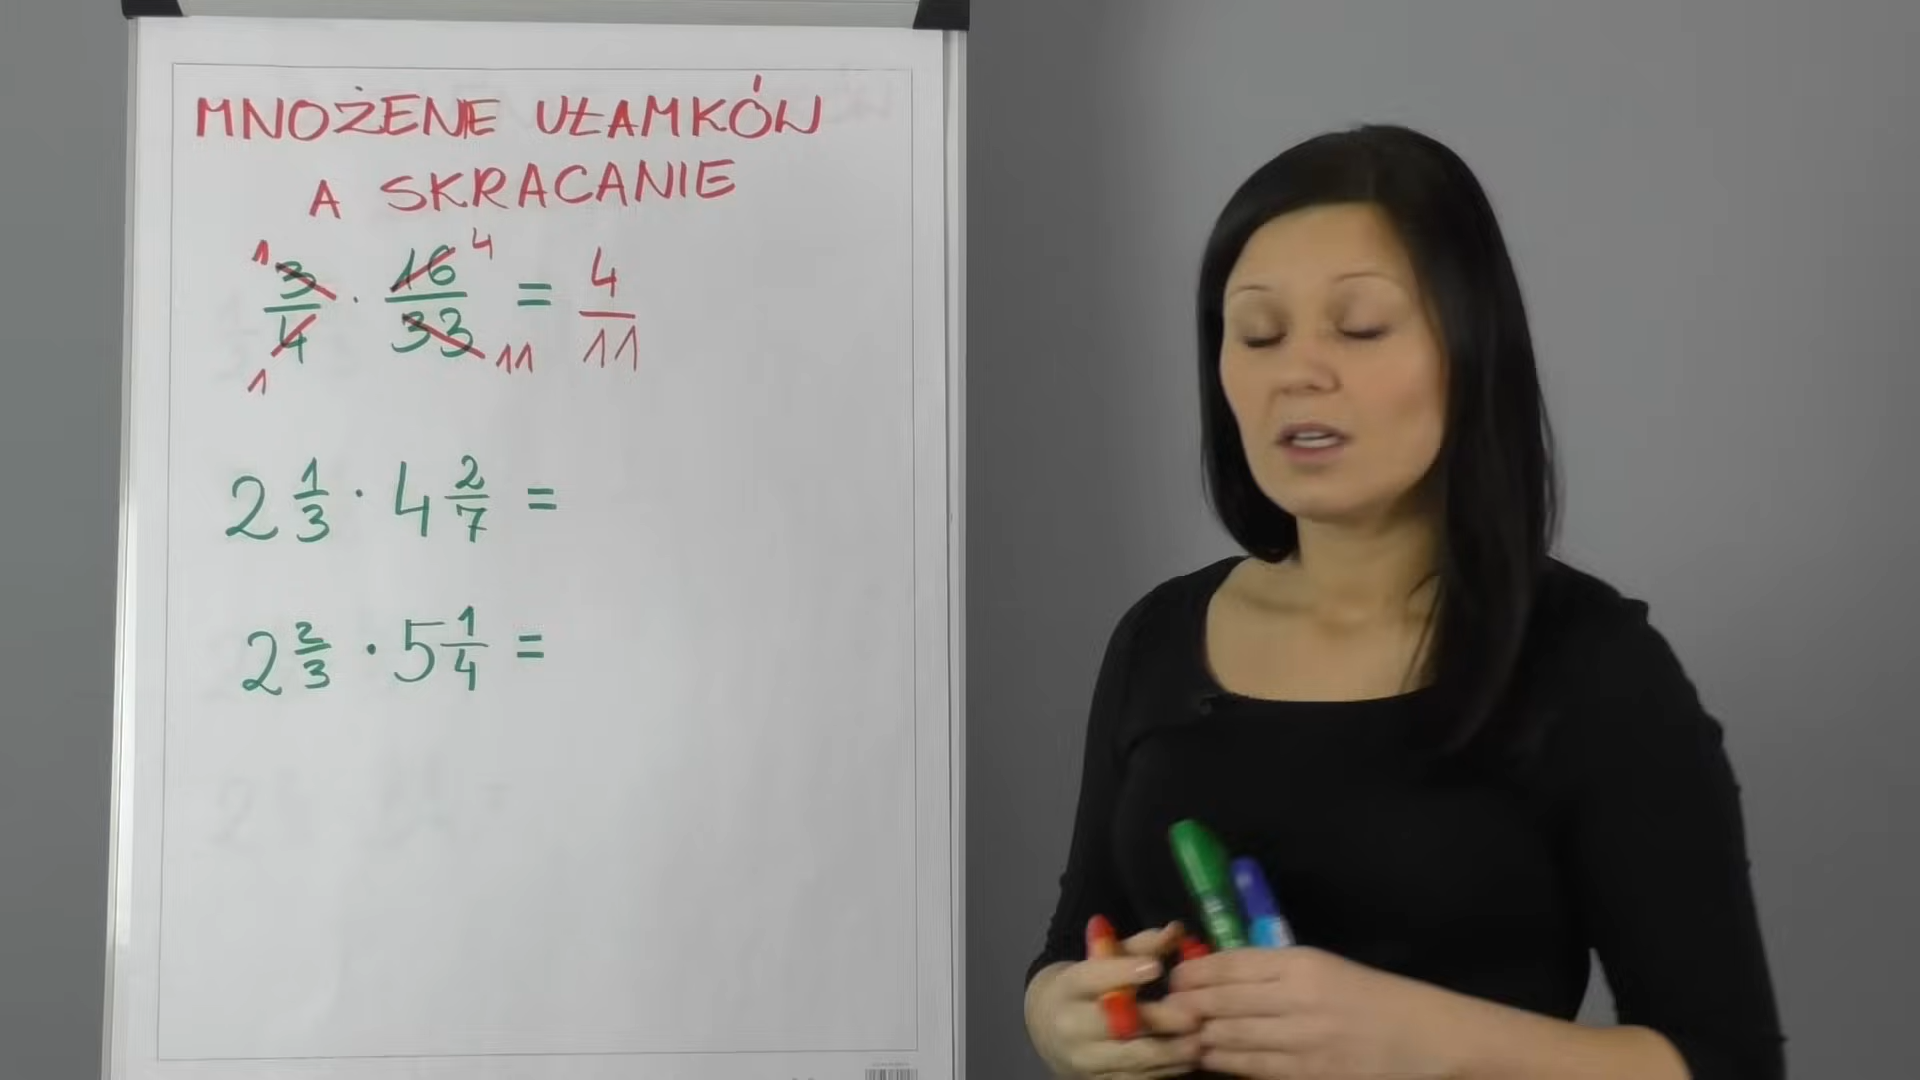 MNOŻENE UŁAMKÓW
A SKRACANIE
1 3/4 1 · 16 4/33 11 = 4/11
2 1/3 · 4 2/7 =
2 2/3 · 5 1/4 =